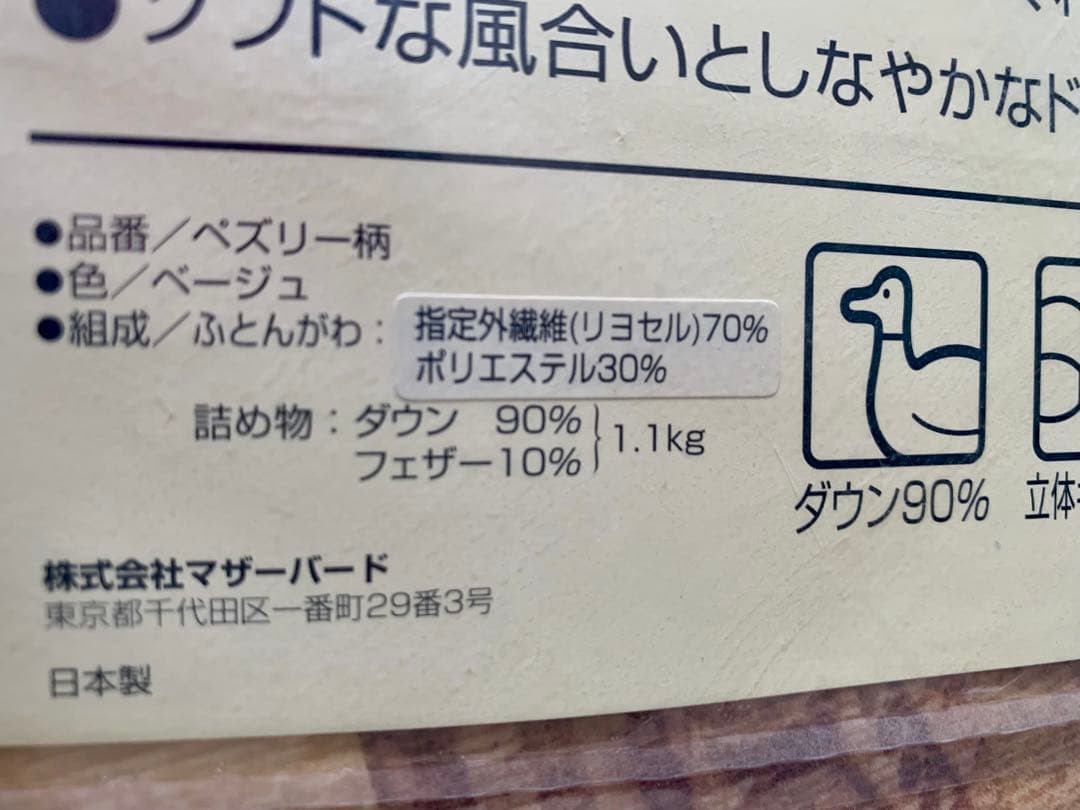 ●ソフトな風合いとしなやかなド
●品番／ペズリー柄
●色／ベージュ
●組成／ふとんがわ：指定外繊維(リヨセル)70%
ポリエステル30%
詰め物：ダウン 90%
フェザー10%
1.1kg
ダウン90%
立体
株式会社マザーバード
東京都千代田区一番町29番3号
日本製